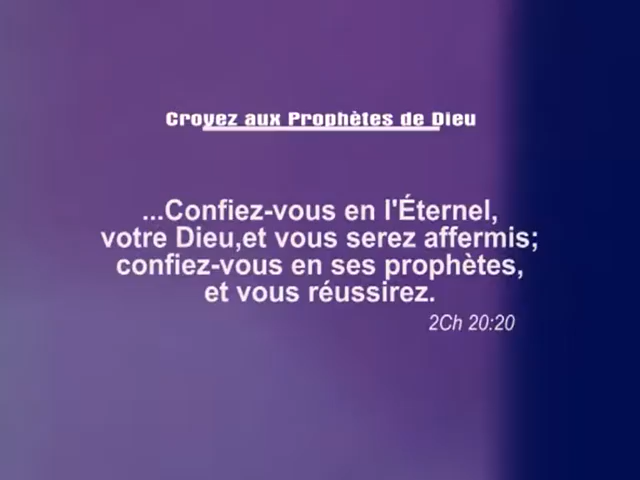 Croyez aux Prophètes de Dieu
...Confiez-vous en l'Éternel,
votre Dieu,et vous serez affermis;
confiez-vous en ses prophètes,
et vous réussirez.
2Ch 20:20